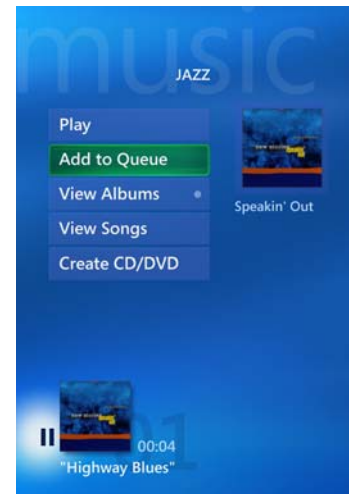 music
JAZZ
Play
Add to Queue
View Albums
View Songs
Create CD/DVD
Speakin' Out
01
00:04
"Highway Blues"